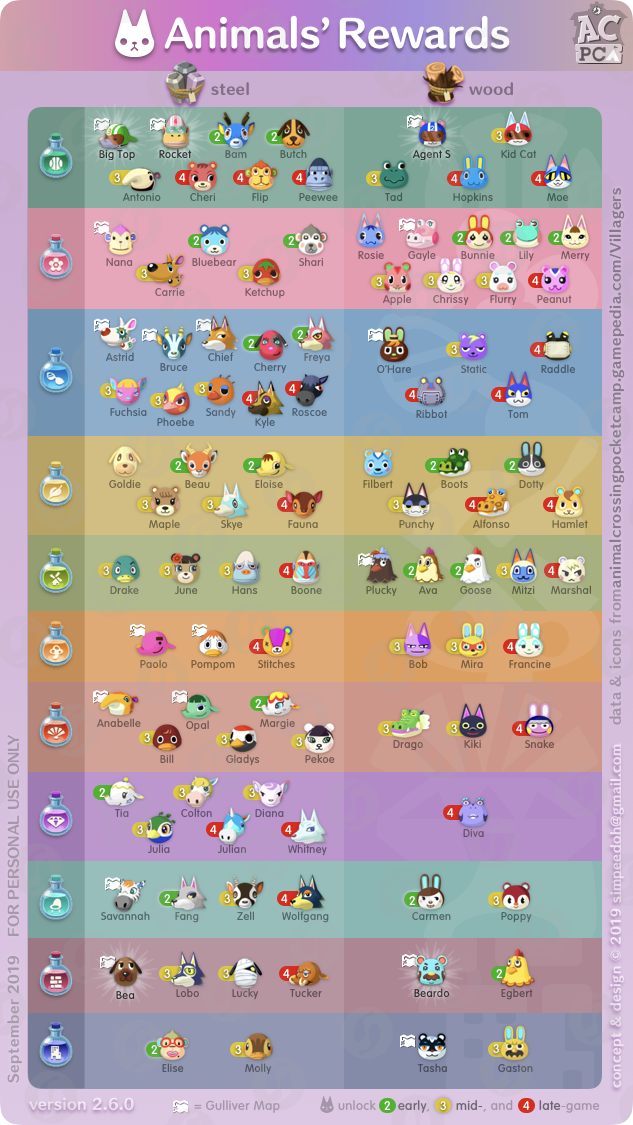 Animals' Rewards
AC
PCA
steel
wood
Big Top Rocket 2 Bam 2 Butch
3 Antonio 4 Cheri 4 Flip 4 Peewee
Agent S 3 Kid Cat
3 Tad 4 Hopkins 4 Moe
Nana 2 Bluebear 2 Shari
3 Carrie 3 Ketchup
Rosie Gayle 2 Bunnie 2 Lily 2 Merry
3 Apple 3 Chrissy 3 Flurry 4 Peanut
Astrid Bruce Chief 2 Cherry 2 Freya
3 Fuchsia 3 Phoebe 3 Sandy 4 Kyle 4 Roscoe
O'Hare 3 Static 4 Raddle
4 Ribbot 4 Tom
Goldie 2 Beau 2 Eloise
3 Maple 3 Skye 4 Fauna
Filbert 2 Boots 2 Dotty
3 Punchy 4 Alfonso 4 Hamlet
3 Drake 3 June 3 Hans 4 Boone
Plucky 2 Ava 2 Goose 3 Mitzi 4 Marshal
Paolo Pompom 4 Stitches
3 Bob 3 Mira 4 Francine
Anabelle Opal 2 Margie
3 Bill 3 Gladys 3 Pekoe
3 Drago 3 Kiki 4 Snake
2 Tia 3 Colton 3 Diana
3 Julia 4 Julian 4 Whitney
4 Diva
Savannah 2 Fang 3 Zell 4 Wolfgang
2 Carmen 3 Poppy
Bea 3 Lobo 3 Lucky 4 Tucker
Beardo 2 Egbert
2 Elise 3 Molly
Tasha 3 Gaston
version 2.6.0
= Gulliver Map
unlock 2 early, 3 mid-, and 4 late-game
September 2019 FOR PERSONAL USE ONLY
concept & design © 2019 simpeedoh@gmail.com
data & icons from animalcrossingpocketcamp.gamepedia.com/Villagers